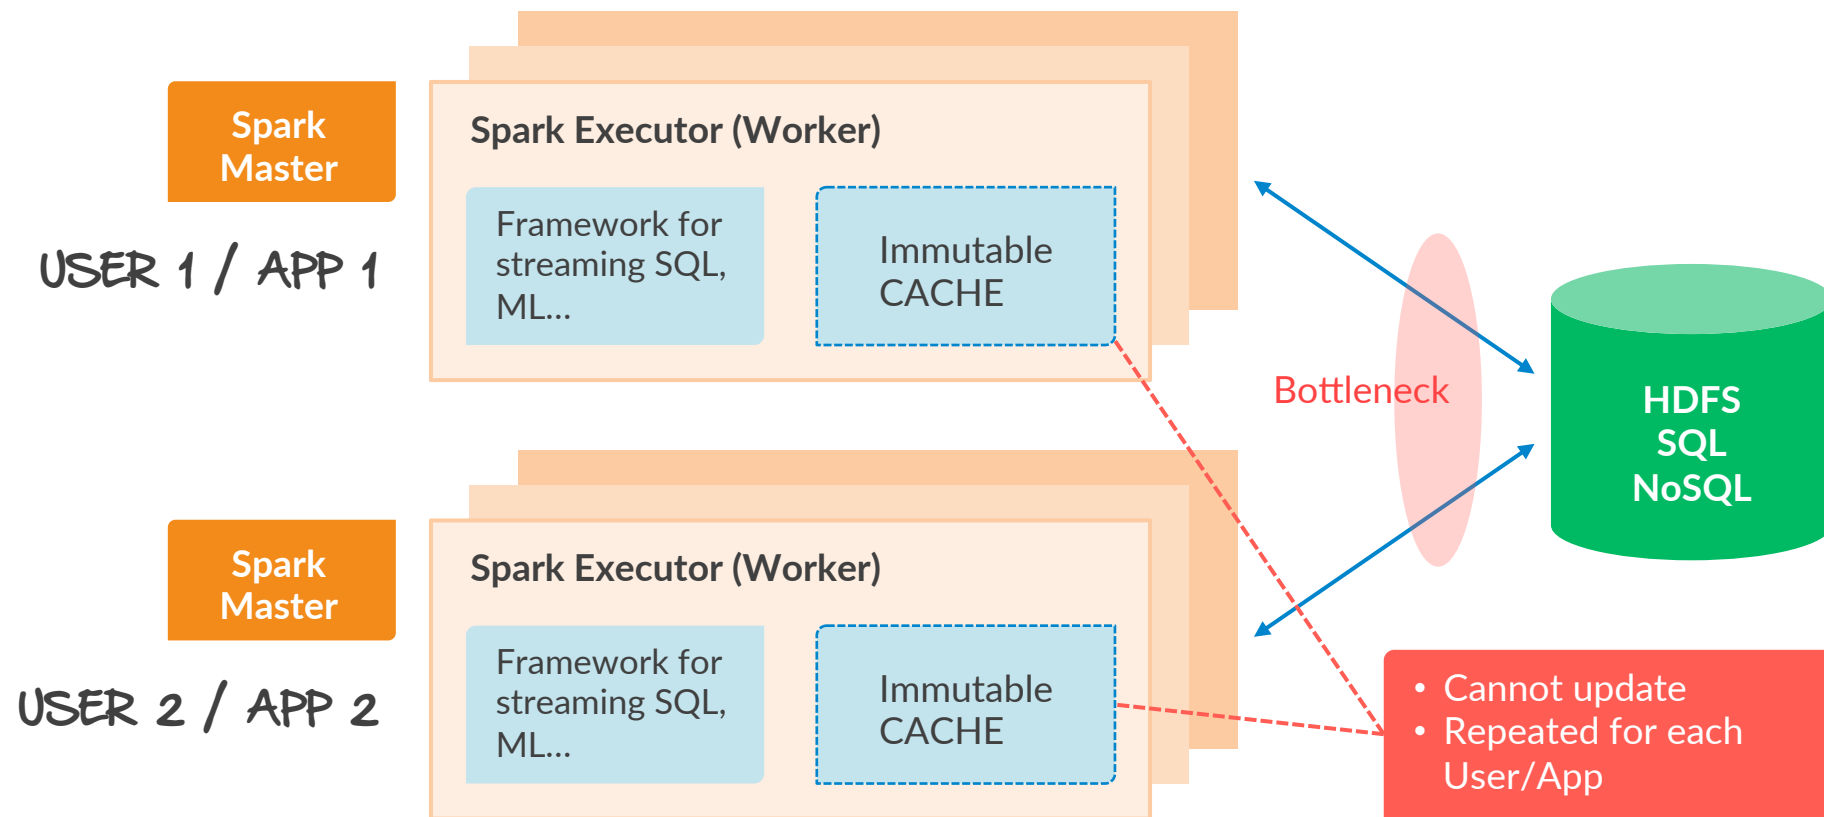 Spark
Master
USER 1 / APP 1
Spark Executor (Worker)
Framework for
streaming SQL,
ML...
Immutable
CACHE
Bottleneck
HDFS
SQL
NoSQL
Spark
Master
USER 2 / APP 2
Spark Executor (Worker)
Framework for
streaming SQL,
ML...
Immutable
CACHE
• Cannot update
• Repeated for each
User/App